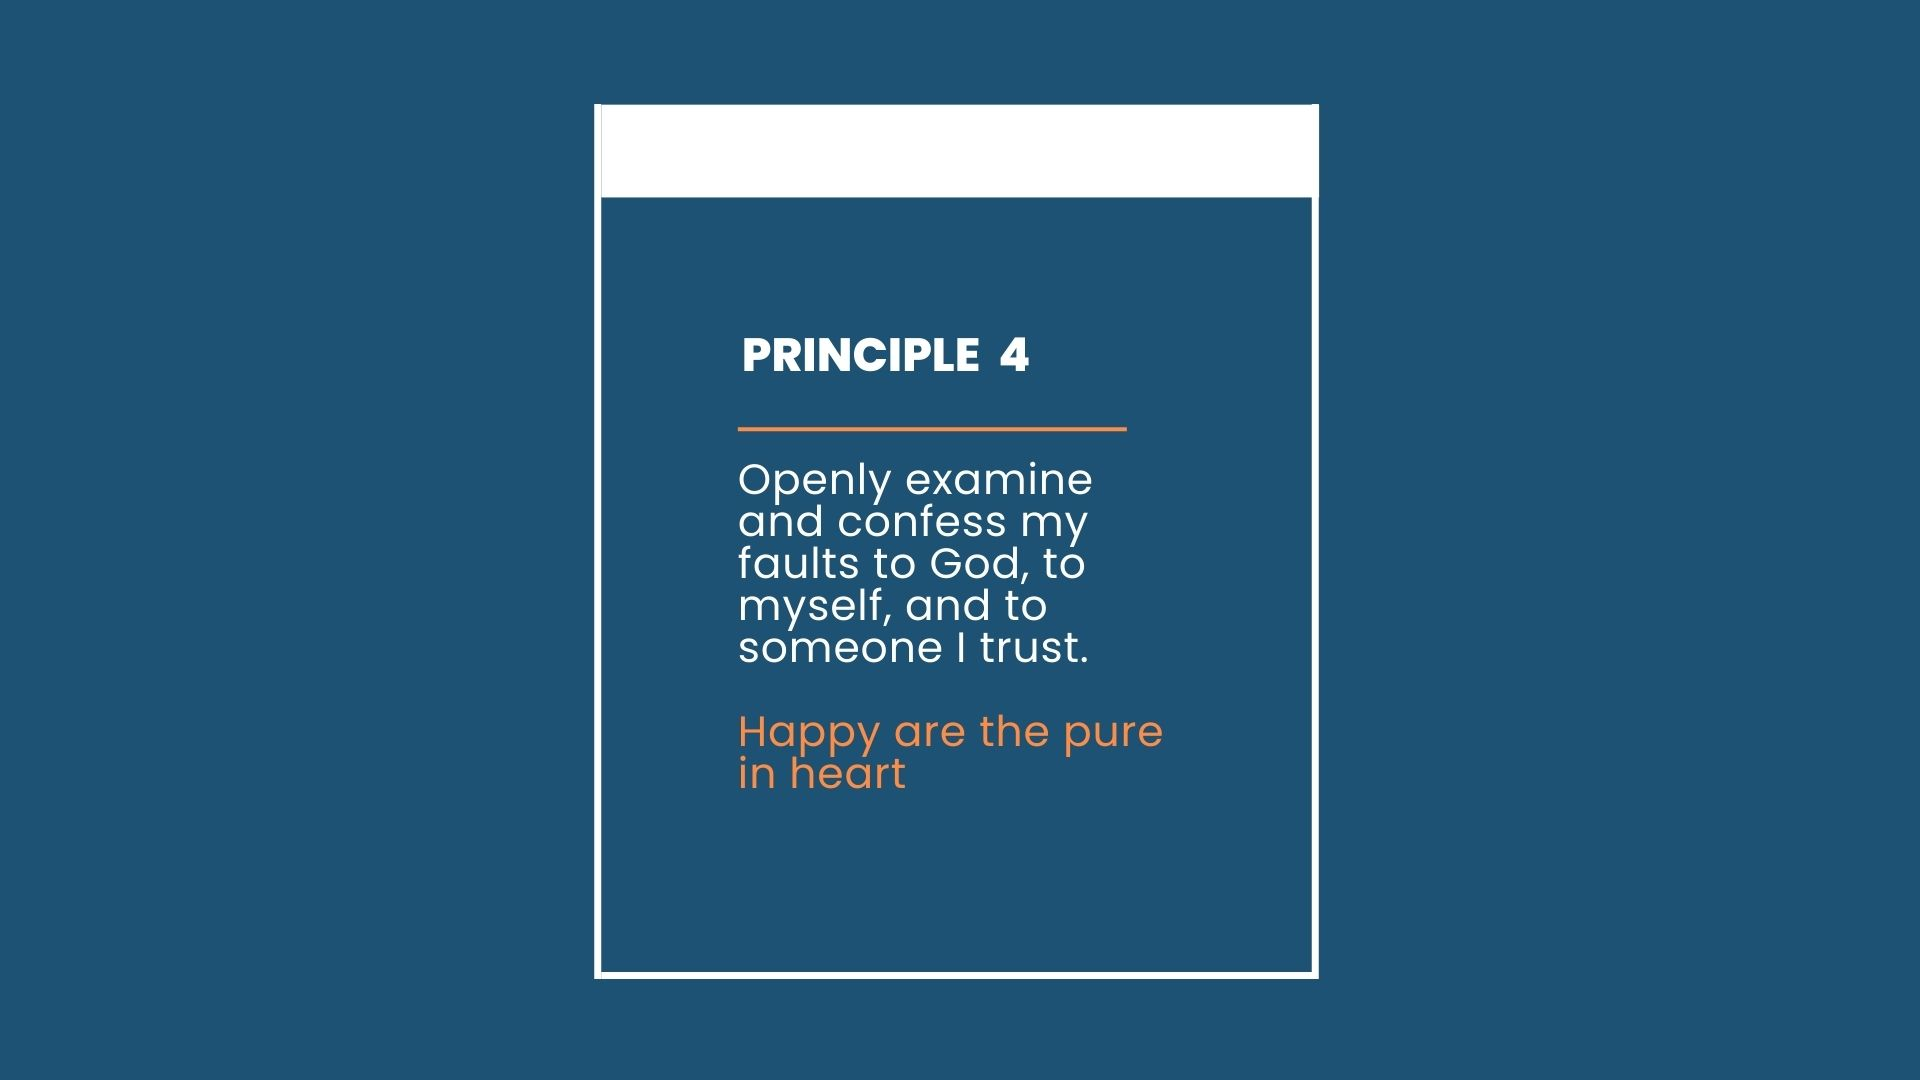 PRINCIPLE 4
Openly examine
and confess my
faults to God, to
myself, and to
someone I trust.
Happy are the pure
in heart